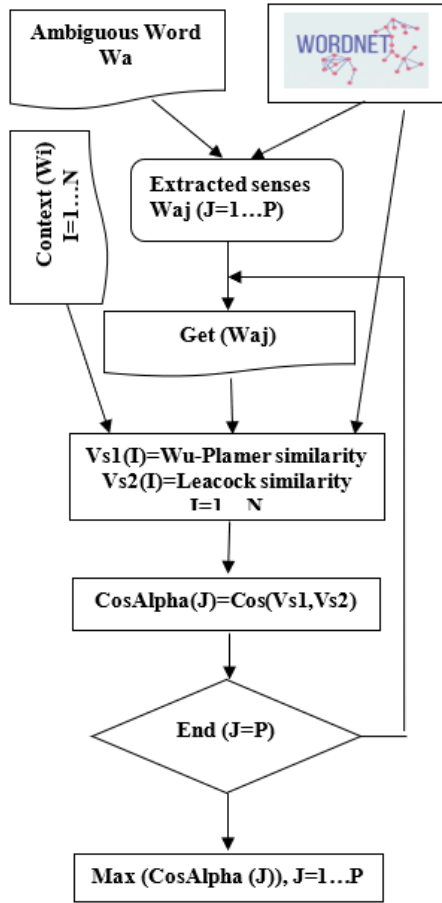 Ambiguous Word
Wa
WORDNET
Context (Wi)
I=1...N
Extracted senses
Waj (J=1...P)
Get (Waj)
Vs1(I)=Wu-Plamer similarity
Vs2(I)=Leacock similarity
I=1 N
CosAlpha(J)=Cos(Vs1,Vs2)
End (J=P)
Max (CosAlpha (J)), J=1...P